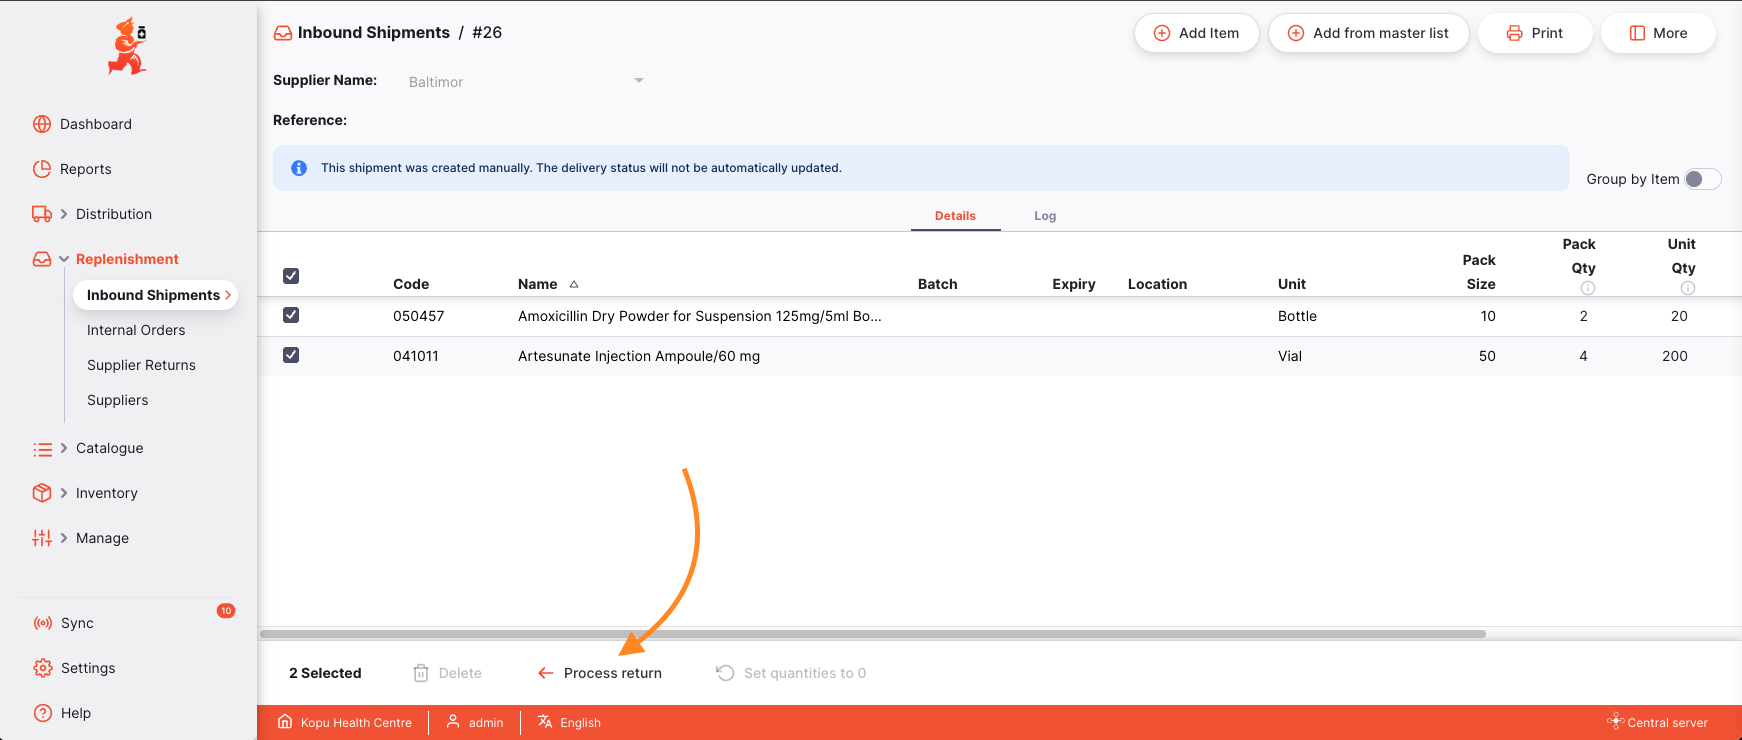 Inbound Shipments / #26
Add Item
Add from master list
Print
More
Supplier Name: Baltimor
Reference:
This shipment was created manually. The delivery status will not be automatically updated.
Group by Item
Details
Log
Dashboard
Reports
Distribution
Replenishment
Inbound Shipments
Internal Orders
Supplier Returns
Suppliers
Catalogue
Inventory
Manage
10
Sync
Settings
Help
Code Name Batch Expiry Location Unit Pack Size Pack Qty Unit Qty
050457 Amoxicillin Dry Powder for Suspension 125mg/5ml Bo... Bottle 10 2 20
041011 Artesunate Injection Ampoule/60 mg Vial 50 4 200
2 Selected Delete Process return Set quantities to 0
Kopu Health Centre admin English Central server